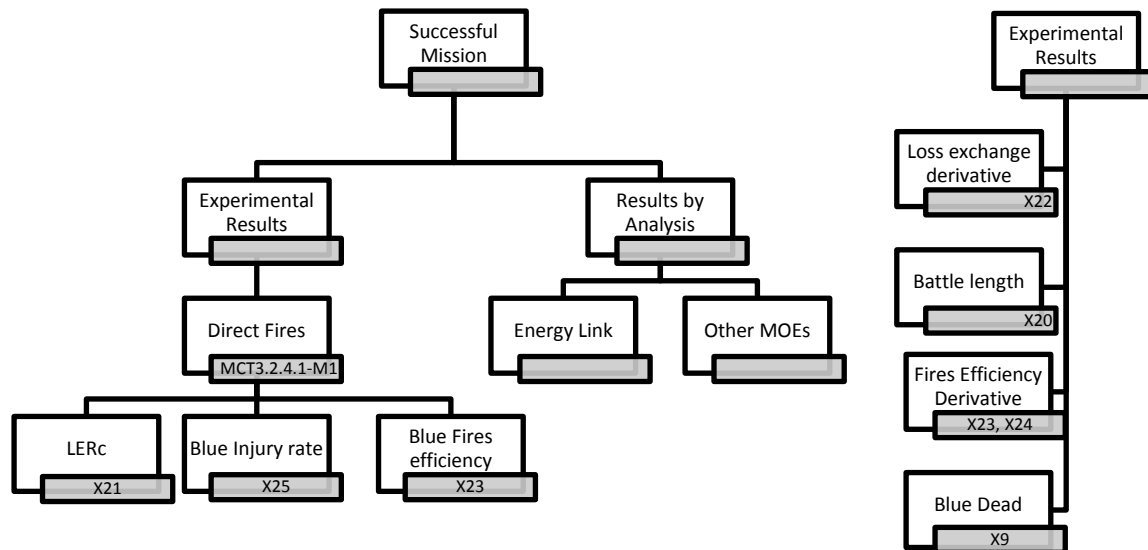 Successful
Mission
Experimental
Results
Results by
Analysis
Direct Fires
MCT3.2.4.1-M1
Energy Link
Other MOEs
LERc
X21
Blue Injury rate
X25
Blue Fires
efficiency
X23
Experimental
Results
Loss exchange
derivative
X22
Battle length
X20
Fires Efficiency
Derivative
X23, X24
Blue Dead
X9